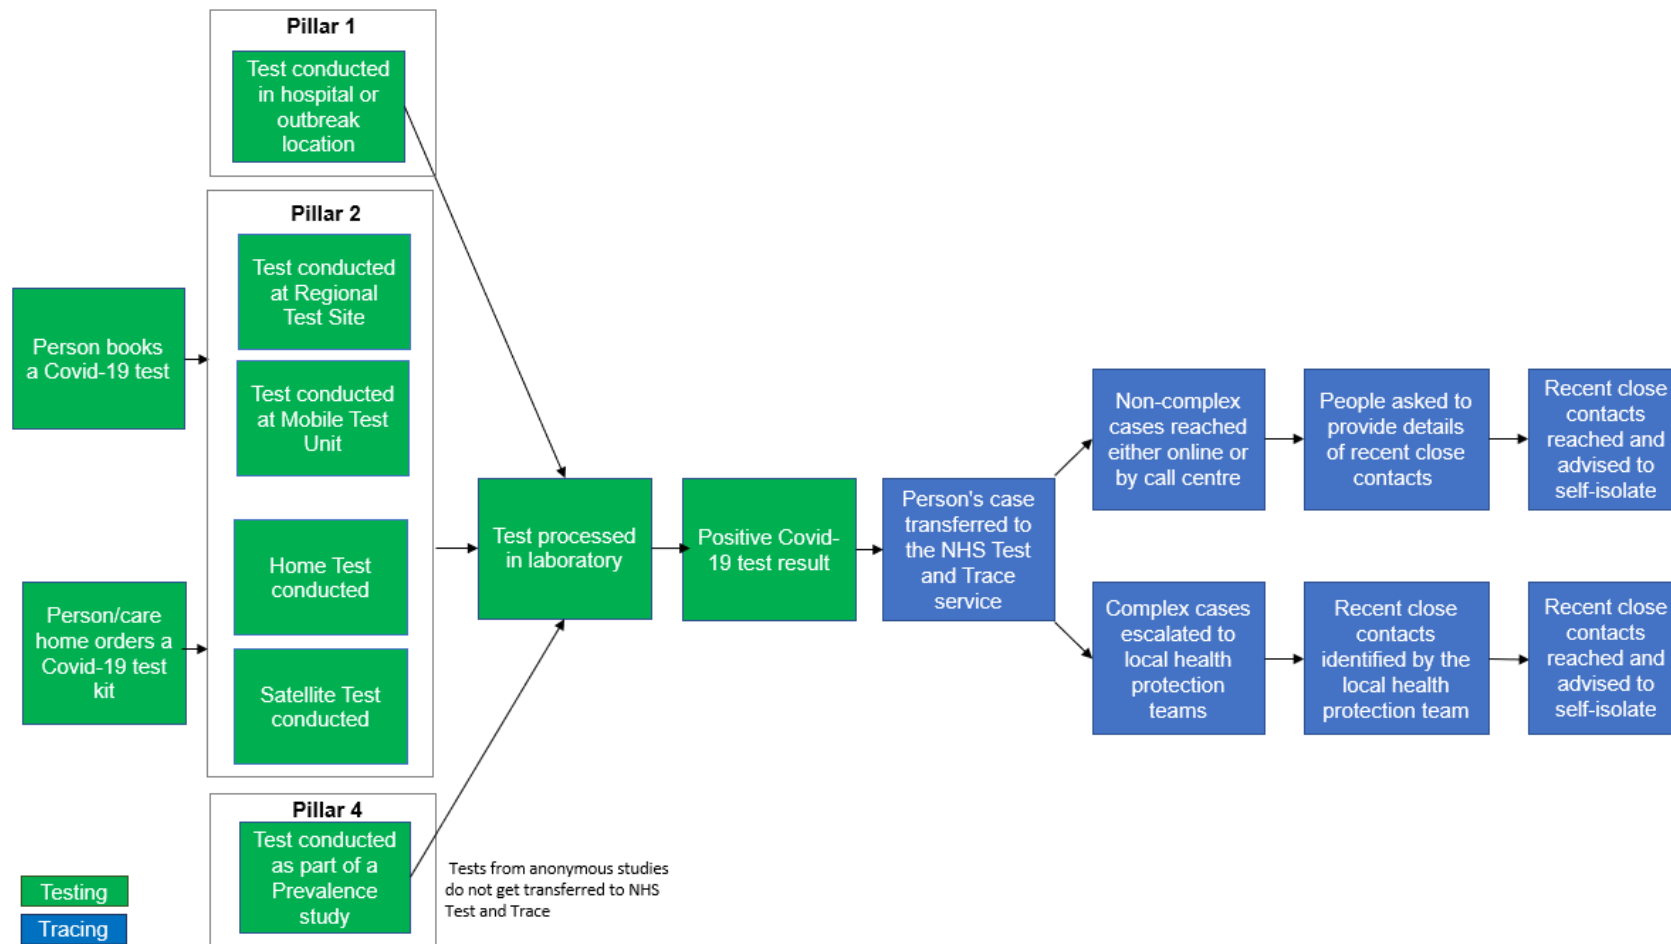 Pillar 1
Test conducted
in hospital or
outbreak
location
Pillar 2
Test conducted
at Regional
Test Site
Person books
a Covid-19 test
Test conducted
at Mobile Test
Unit
Home Test
conducted
Person/care
home orders a
Covid-19 test
kit
Satellite Test
conducted
Pillar 4
Test conducted
as part of a
Prevalence
study
Tests from anonymous studies
do not get transferred to NHS
Test and Trace
Test processed
in laboratory
Positive Covid-
19 test result
Person's case
transferred to
the NHS Test
and Trace
service
Non-complex
cases reached
either online or
by call centre
People asked to
provide details
of recent close
contacts
Recent close
contacts
reached and
advised to
self-isolate
Complex cases
escalated to
local health
protection
teams
Recent close
contacts
identified by the
local health
protection team
Recent close
contacts
reached and
advised to
self-isolate
Testing
Tracing